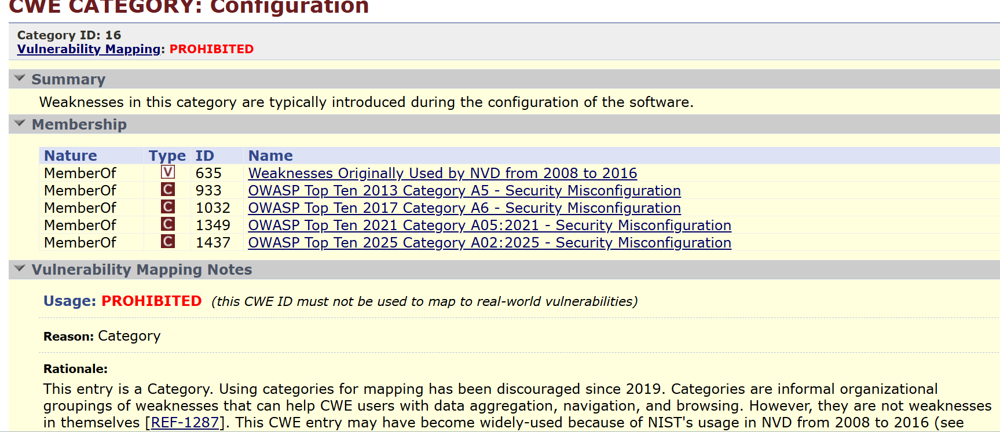 CWE CATEGORY: Configuration
Category ID: 16
Vulnerability Mapping: PROHIBITED
Summary
Weaknesses in this category are typically introduced during the configuration of the software.
Membership
Nature Type ID Name
MemberOf V 635 Weaknesses Originally Used by NVD from 2008 to 2016
MemberOf C 933 OWASP Top Ten 2013 Category A5 - Security Misconfiguration
MemberOf C 1032 OWASP Top Ten 2017 Category A6 - Security Misconfiguration
MemberOf C 1349 OWASP Top Ten 2021 Category A05:2021 - Security Misconfiguration
MemberOf C 1437 OWASP Top Ten 2025 Category A02:2025 - Security Misconfiguration
Vulnerability Mapping Notes
Usage: PROHIBITED (this CWE ID must not be used to map to real-world vulnerabilities)
Reason: Category
Rationale:
This entry is a Category. Using categories for mapping has been discouraged since 2019. Categories are informal organizational
groupings of weaknesses that can help CWE users with data aggregation, navigation, and browsing. However, they are not weaknesses
in themselves [REF-1287]. This CWE entry may have become widely-used because of NIST's usage in NVD from 2008 to 2016 (see